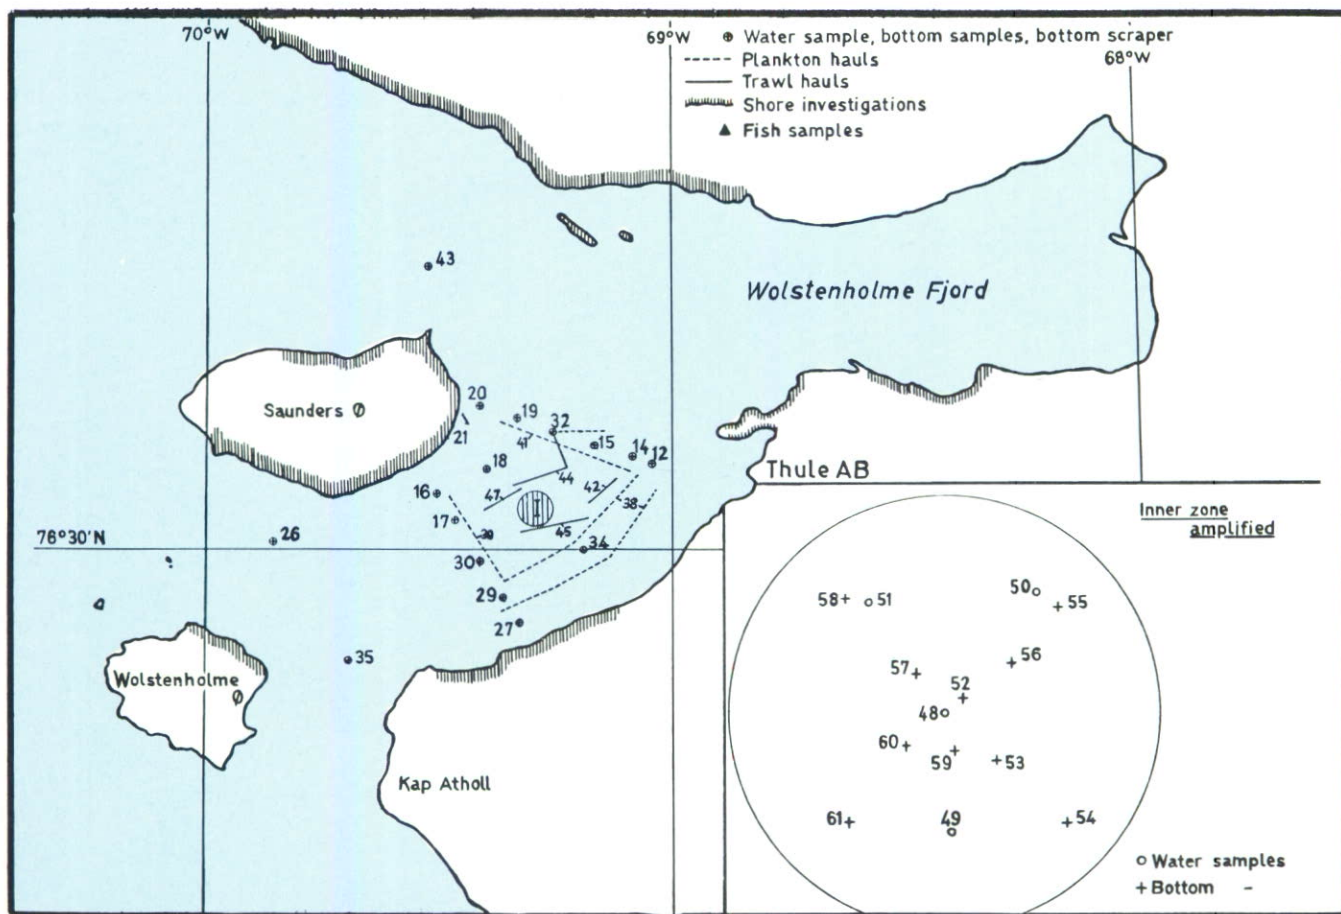 70°W
69°W
68°W
Water sample, bottom samples, bottom scraper
Plankton hauls
Trawl hauls
Shore investigations
Fish samples
43
Wolstenholme Fjord
Saunders Ø
20
19
32
21
41
15
14
12
18
44
16
47
42
38
I
17
45
39
34
76°30'N
26
30
29
27
35
Wolstenholme
Ø
Kap Atholl
Thule AB
Inner zone
amplified
58
51
50
55
57
56
52
48
60
59
53
61
49
54
Water samples
Bottom -